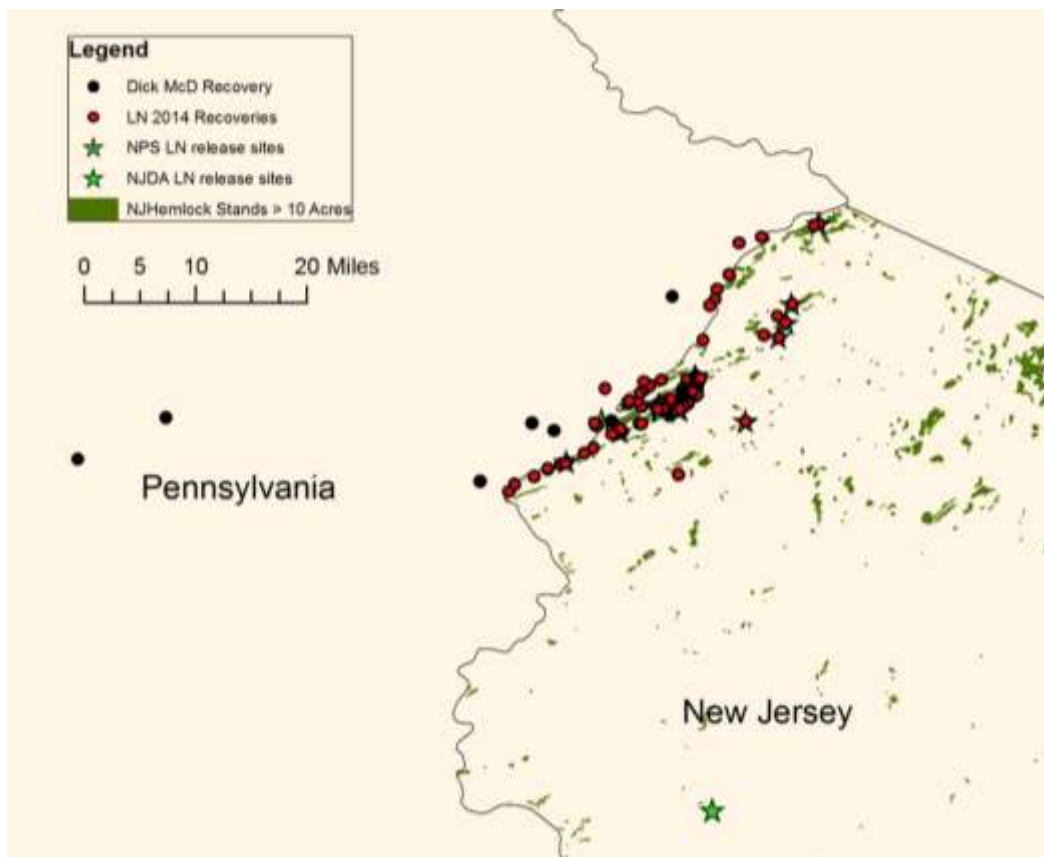 Legend
Dick McD Recovery
LN 2014 Recoveries
NPS LN release sites
NJDA LN release sites
NJHemlock Stands > 10 Acres
0 5 10 20 Miles
Pennsylvania
New Jersey